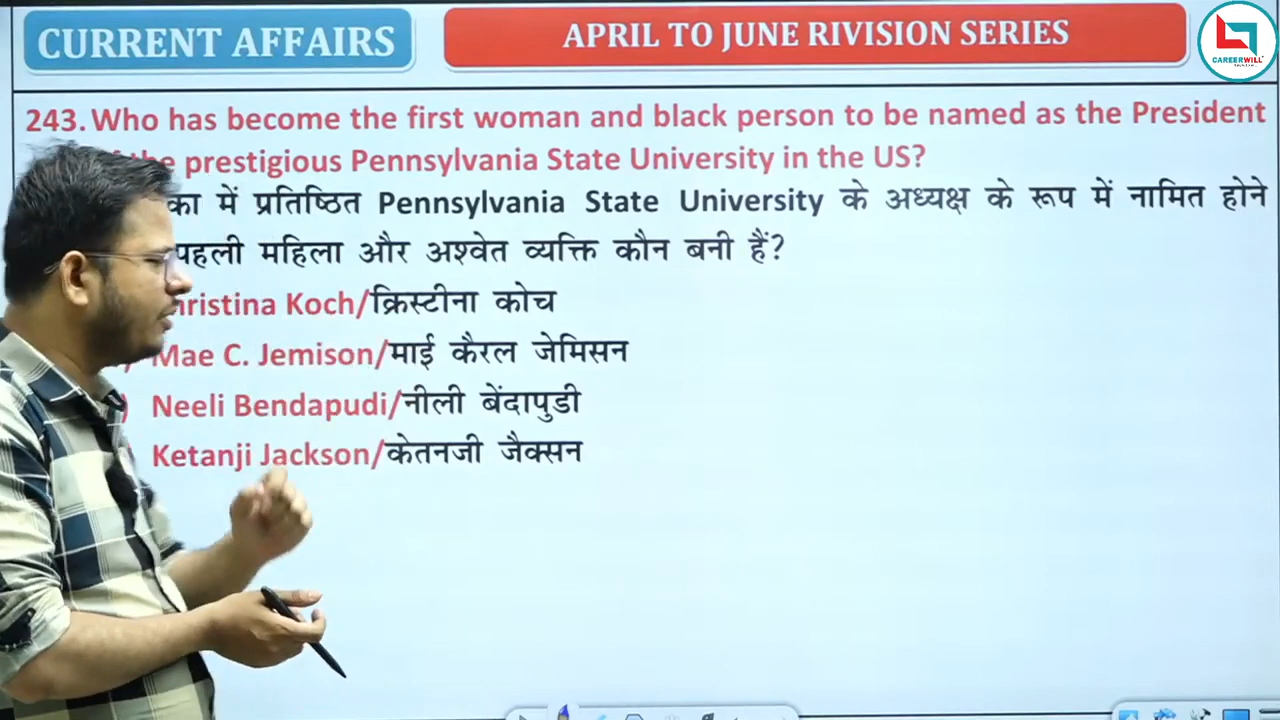 CURRENT AFFAIRS
APRIL TO JUNE RIVISION SERIES
CAREERWILL
243. Who has become the first woman and black person to be named as the President
the prestigious Pennsylvania State University in the US?
में प्रतिष्ठित Pennsylvania State University के अध्यक्ष के रूप में नामित होने
पहली महिला और अश्वेत व्यक्ति कौन बनी हैं?
Koch/क्रिस्टीना कोच
Mae C. Jemison/माई कैरल जेमिसन
Neeli Bendapudi/नीली बेंदापुडी
Ketanji Jackson/केतनजी जैक्सन